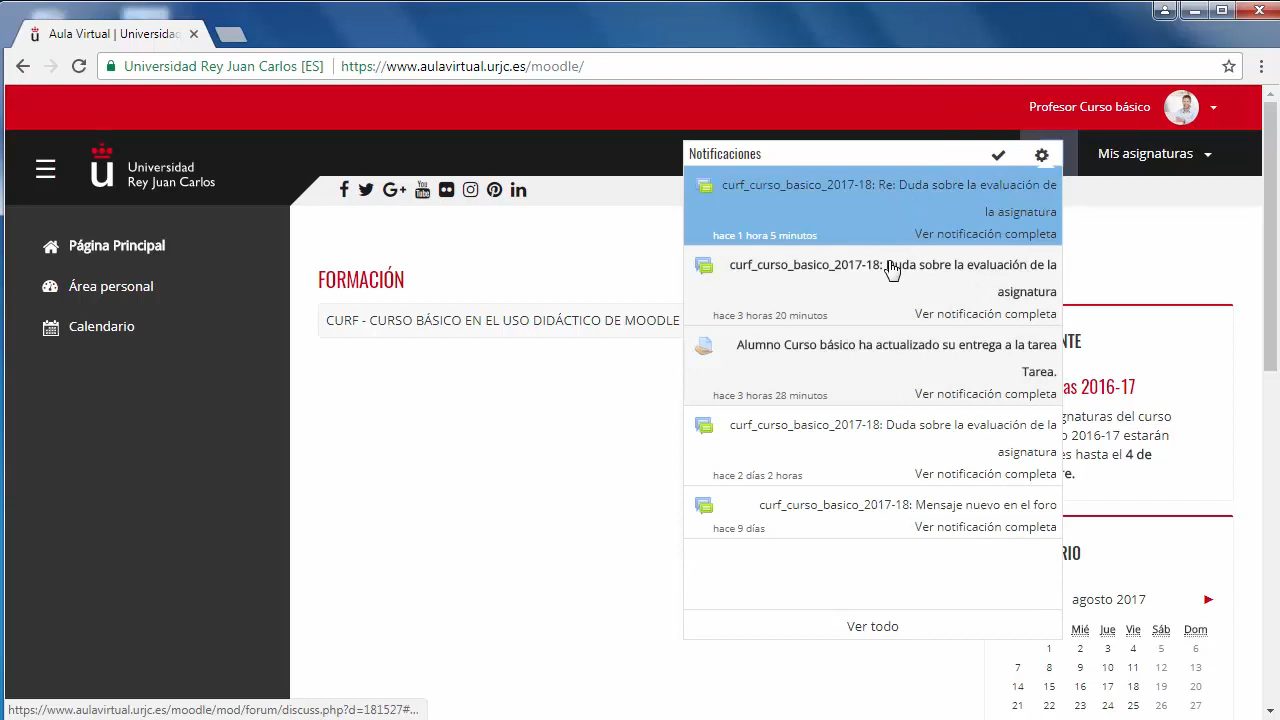 Aula Virtual | Universidad
Universidad Rey Juan Carlos [ES]
https://www.aulavirtual.urjc.es/moodle/
Profesor Curso básico
Universidad
Rey Juan Carlos
Mis asignaturas
Página Principal
Área personal
Calendario
FORMACIÓN
CURF - CURSO BÁSICO EN EL USO DIDÁCTICO DE MOODLE
Notificaciones
curf_curso_basico_2017-18: Re: Duda sobre la evaluación de
la asignatura
hace 1 hora 5 minutos
Ver notificación completa
curf_curso_basico_2017-18: Duda sobre la evaluación de la
asignatura
hace 3 horas 20 minutos
Ver notificación completa
Alumno Curso básico ha actualizado su entrega a la tarea
Tarea.
hace 3 horas 28 minutos
Ver notificación completa
curf_curso_basico_2017-18: Duda sobre la evaluación de la
asignatura
hace 2 días 2 horas
Ver notificación completa
curf_curso_basico_2017-18: Mensaje nuevo en el foro
hace 9 días
Ver notificación completa
Ver todo
NTE
as 2016-17
gnaturas del curso
o 2016-17 estarán
es hasta el 4 de
re.
RIO
agosto 2017
Mié Jue Vie Sáb Dom
1 2 3 4 5 6
7 8 9 10 11 12 13
14 15 16 17 18 19 20
21 22 23 24 25 26 27
https://www.aulavirtual.urjc.es/moodle/mod/forum/discuss.php?d=181527#...